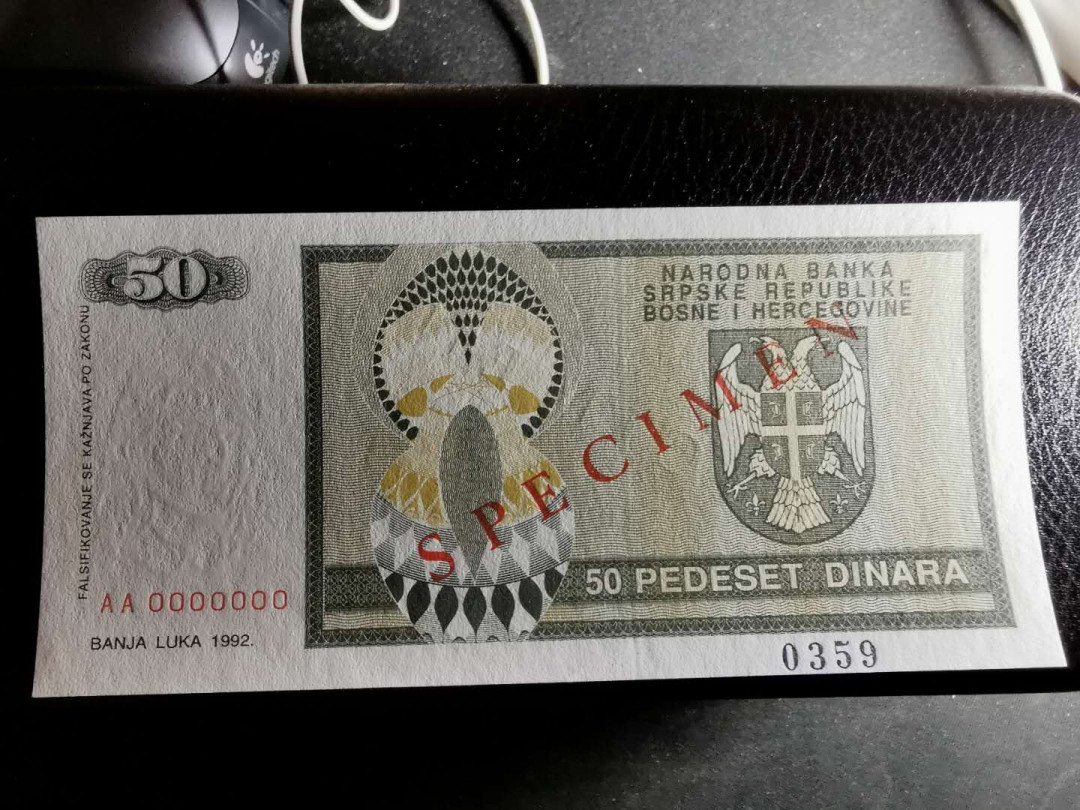 50
NARODNA BANKA
SRPSKE REPUBLIKE
BOSNE I HERCEGOVINE
SPECIMEN
FALSIFIKOVANJE SE KAŽNJAVA PO ZAKONU
50 PEDESET DINARA
AA 0000000
BANJA LUKA 1992.
0359